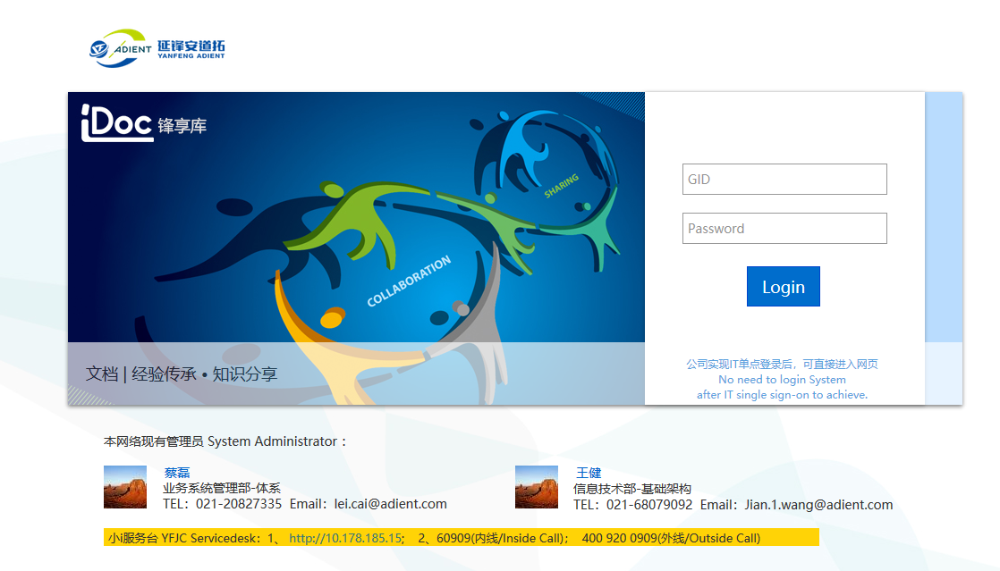 YF ADIENT 延锋安道拓
YANFENG ADIENT
iDoc 锋享库
SHARING
COLLABORATION
文档 | 经验传承 • 知识分享
GID
Password
Login
公司实现IT单点登录后，可直接进入网页
No need to login System
after IT single sign-on to achieve.
本网络现有管理员 System Administrator：
蔡磊
业务系统管理部-体系
TEL：021-20827335 Email：lei.cai@adient.com
王健
信息技术部-基础架构
TEL：021-68079092 Email：Jian.1.wang@adient.com
小i服务台 YFJC Servicedesk：1、 http://10.178.185.15; 2、60909(内线/Inside Call)； 400 920 0909(外线/Outside Call)